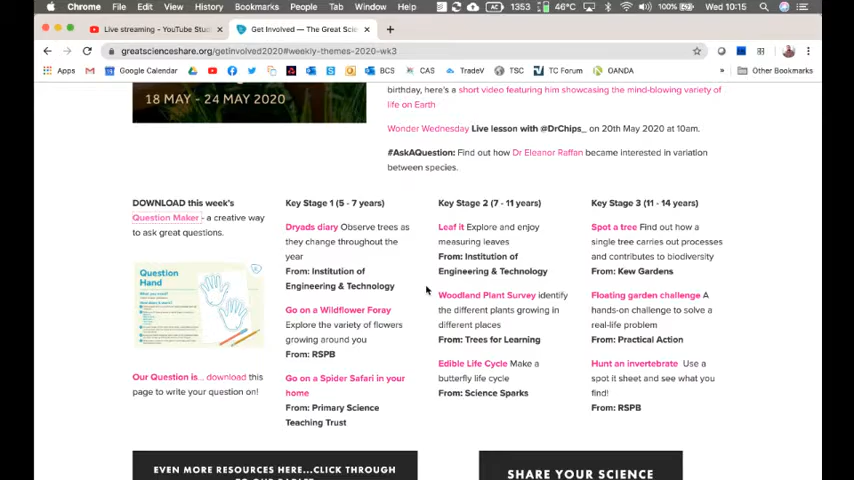 Chrome File Edit View History Bookmarks People Tab Window Help 1353 46°C 100% Wed 10:15
Live streaming - YouTube Stud
Get Involved — The Great Scie
greatscienceshare.org/getinvolved2020#weekly-themes-2020-wk3
Apps Google Calendar BCS CAS TradeV TSC TC Forum OANDA » Other Bookmarks
18 MAY - 24 MAY 2020
birthday, here's a short video featuring him showcasing the mind-blowing variety of
life on Earth
Wonder Wednesday Live lesson with @DrChips_ on 20th May 2020 at 10am.
#AskAQuestion: Find out how Dr Eleanor Raffan became interested in variation
between species.
DOWNLOAD this week's
Question Maker - a creative way
to ask great questions.
Question
Hand
Our Question is... download this
page to write your question on!
Key Stage 1 (5 - 7 years)
Dryads diary Observe trees as
they change throughout the
year
From: Institution of
Engineering & Technology
Go on a Wildflower Foray
Explore the variety of flowers
growing around you
From: RSPB
Go on a Spider Safari in your
home
From: Primary Science
Teaching Trust
Key Stage 2 (7 - 11 years)
Leaf it Explore and enjoy
measuring leaves
From: Institution of
Engineering & Technology
Woodland Plant Survey identify
the different plants growing in
different places
From: Trees for Learning
Edible Life Cycle Make a
butterfly life cycle
From: Science Sparks
Key Stage 3 (11 - 14 years)
Spot a tree Find out how a
single tree carries out processes
and contributes to biodiversity
From: Kew Gardens
Floating garden challenge A
hands-on challenge to solve a
real-life problem
From: Practical Action
Hunt an invertebrate Use a
spot it sheet and see what you
find!
From: RSPB
EVEN MORE RESOURCES HERE...CLICK THROUGH
SHARE YOUR SCIENCE